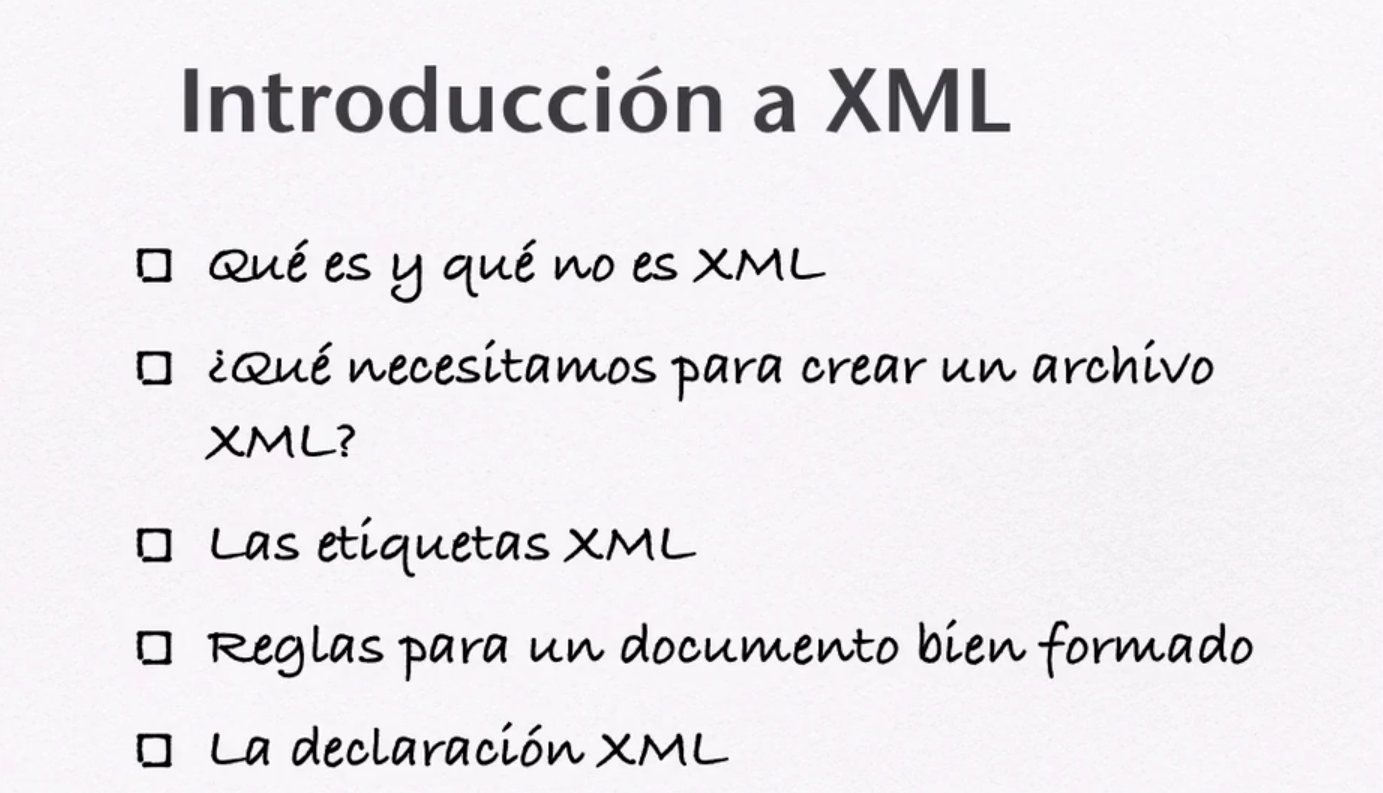 Introducción a XML
Qué es y qué no es XML
¿Qué necesitamos para crear un archivo
XML?
Las etiquetas XML
Reglas para un documento bien formado
La declaración XML